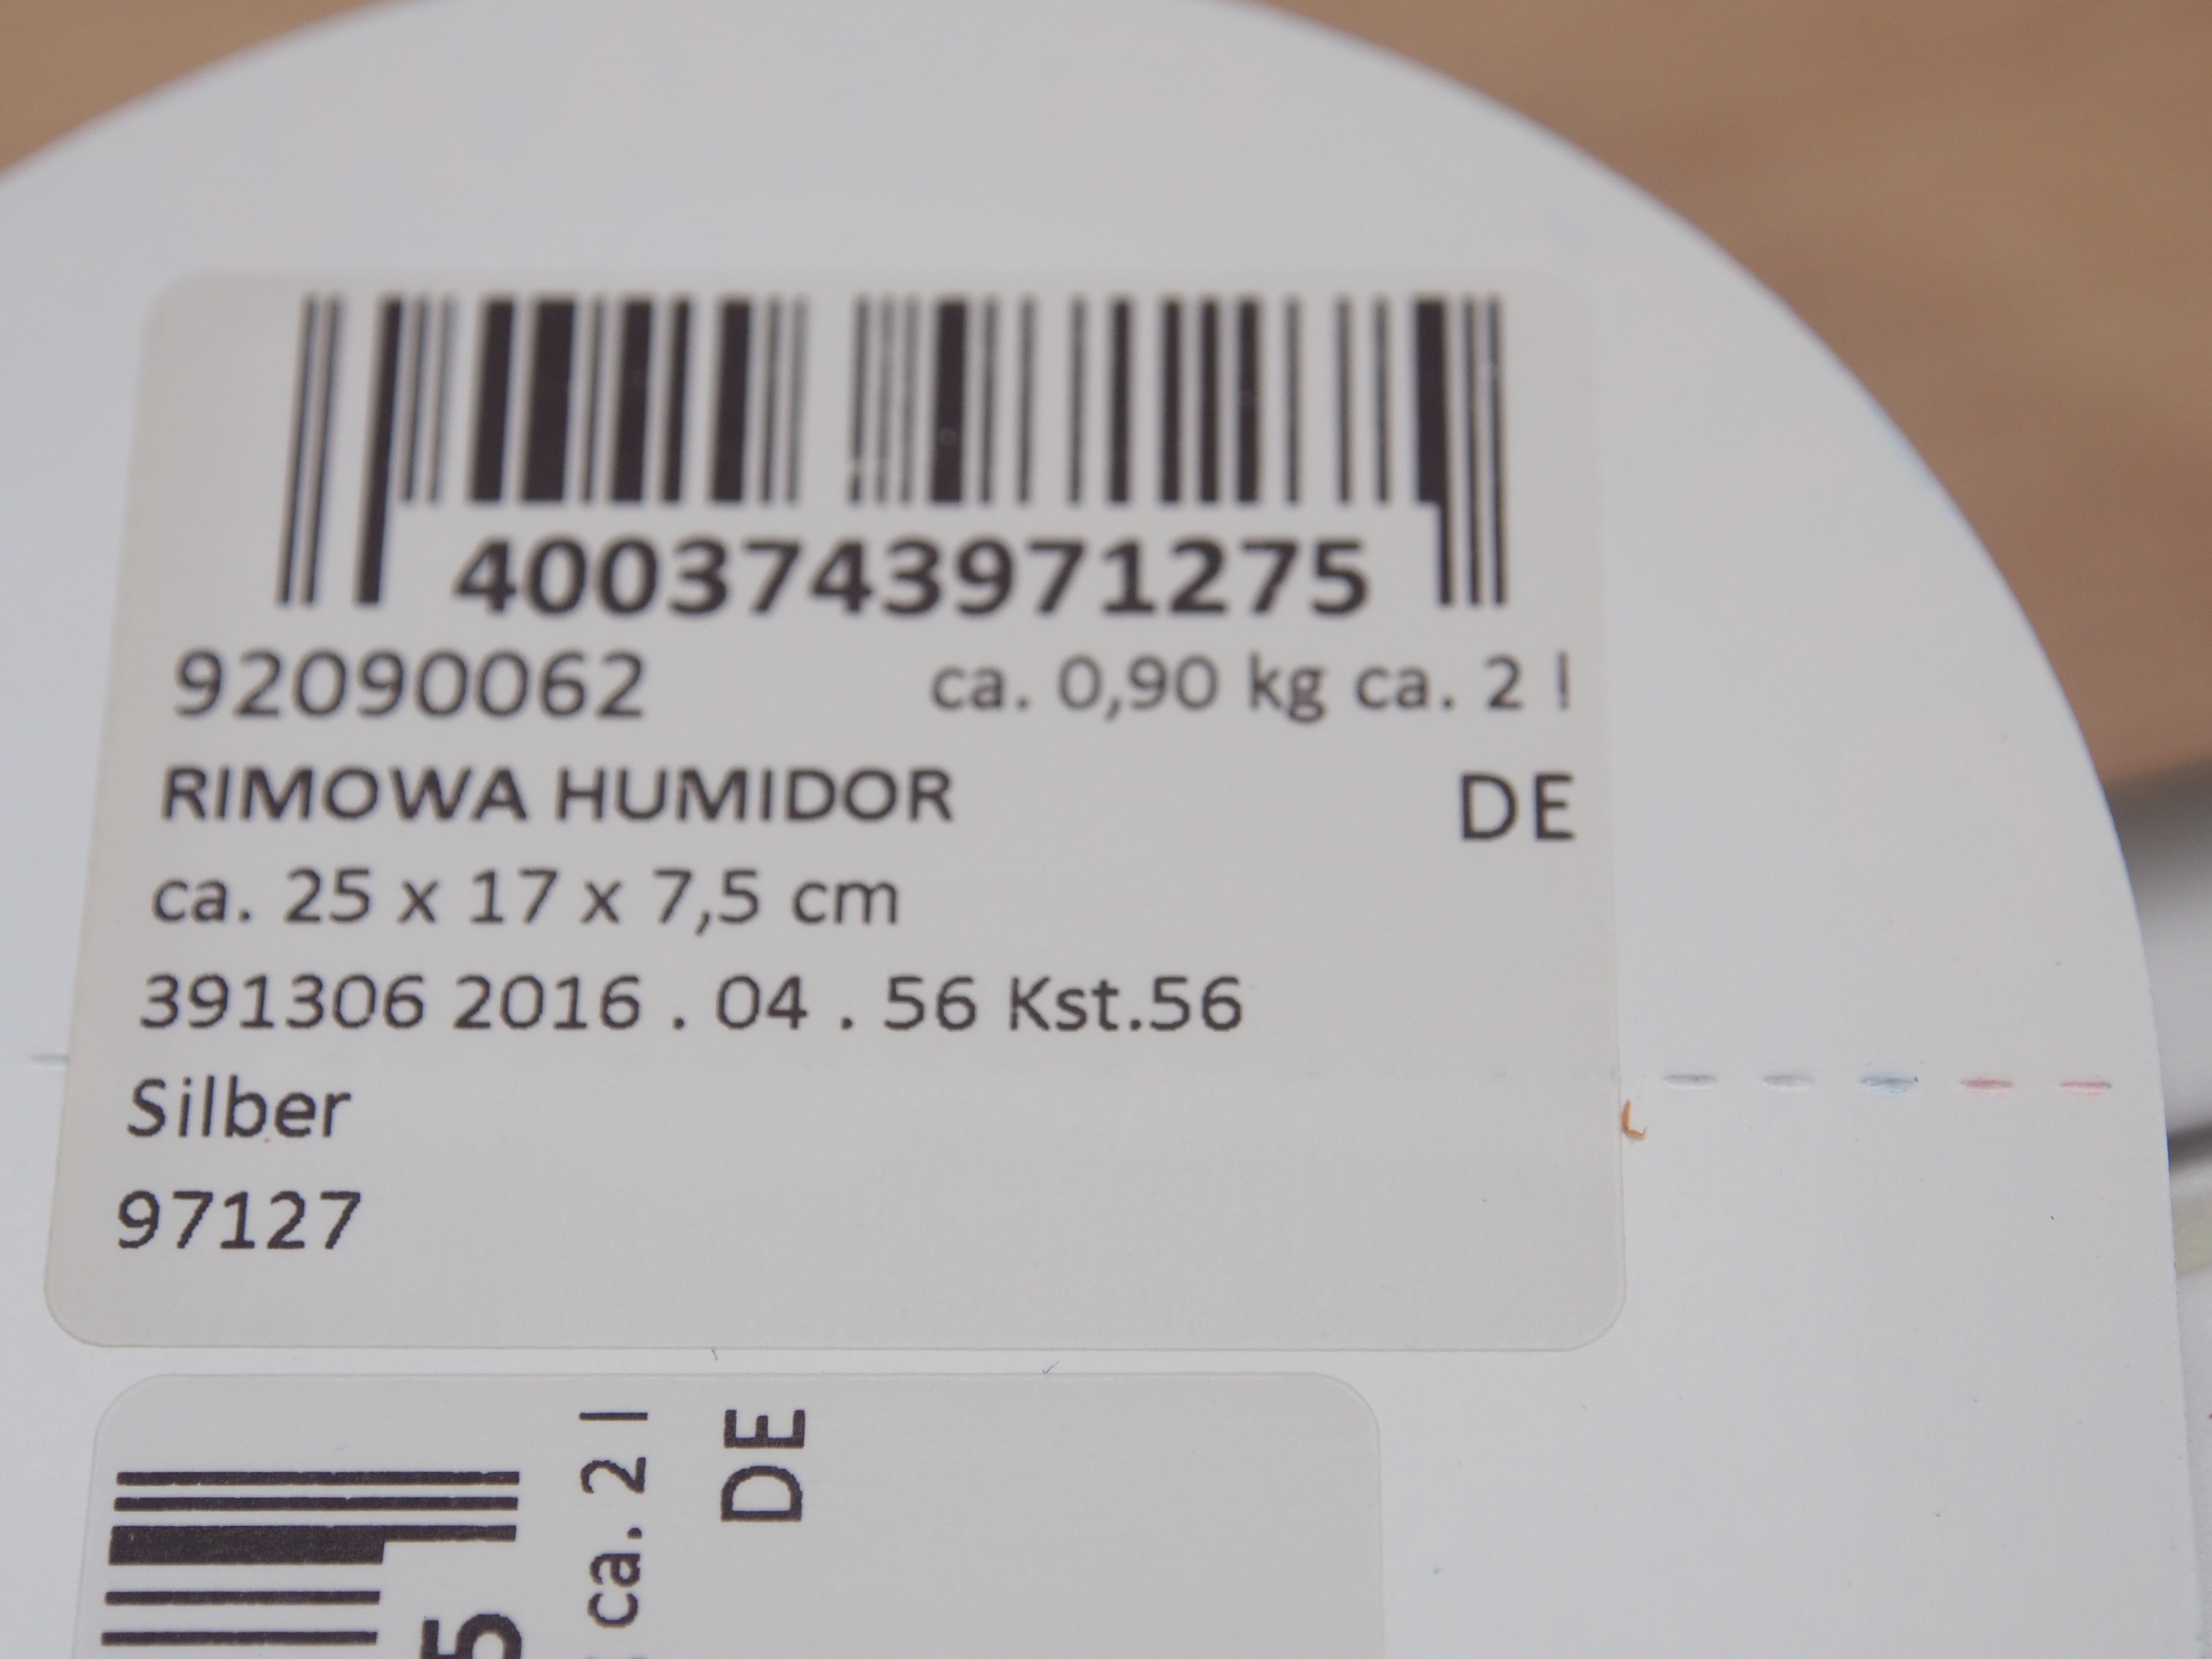 4003743971275
92090062 ca. 0,90 kg ca. 2 l
RIMOWA HUMIDOR DE
ca. 25 x 17 x 7,5 cm
391306 2016 . 04 . 56 Kst.56
Silber
97127
5
ca. 2 l
DE